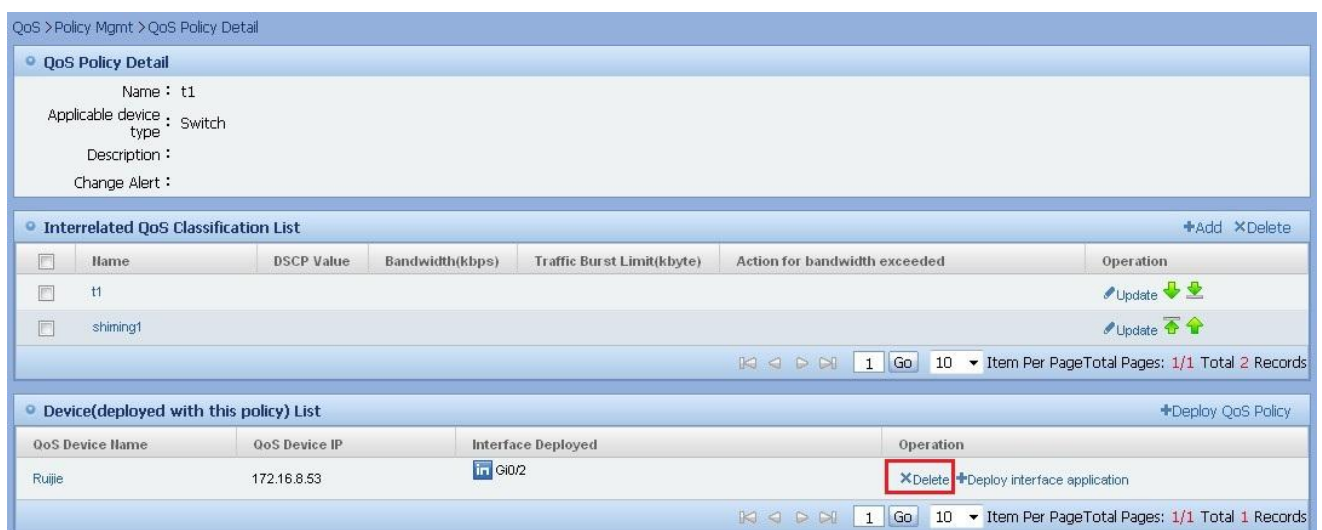 QoS >Policy Mgmt >QoS Policy Detail
QoS Policy Detail
Name : t1
Applicable device type : Switch
Description :
Change Alert :
Interrelated QoS Classification List +Add ×Delete
Name DSCP Value Bandwidth(kbps) Traffic Burst Limit(kbyte) Action for bandwidth exceeded Operation
t1 Update
shiming1 Update
1 Go 10 Item Per PageTotal Pages: 1/1 Total 2 Records
Device(deployed with this policy) List +Deploy QoS Policy
QoS Device Name QoS Device IP Interface Deployed Operation
Ruijie 172.16.8.53 in Gi0/2 ×Delete +Deploy interface application
1 Go 10 Item Per PageTotal Pages: 1/1 Total 1 Records